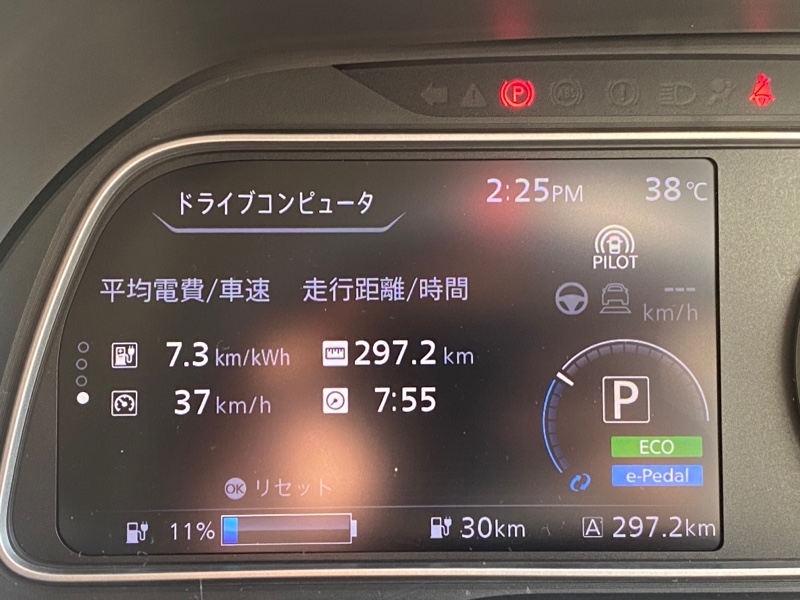 P ABS
ドライブコンピュータ 2:25PM 38℃
PILOT
平均電費/車速 走行距離/時間
--- km/h
7.3 km/kWh 297.2 km
37 km/h 7:55
P
ECO
e-Pedal
OK リセット
11% 30km A 297.2km